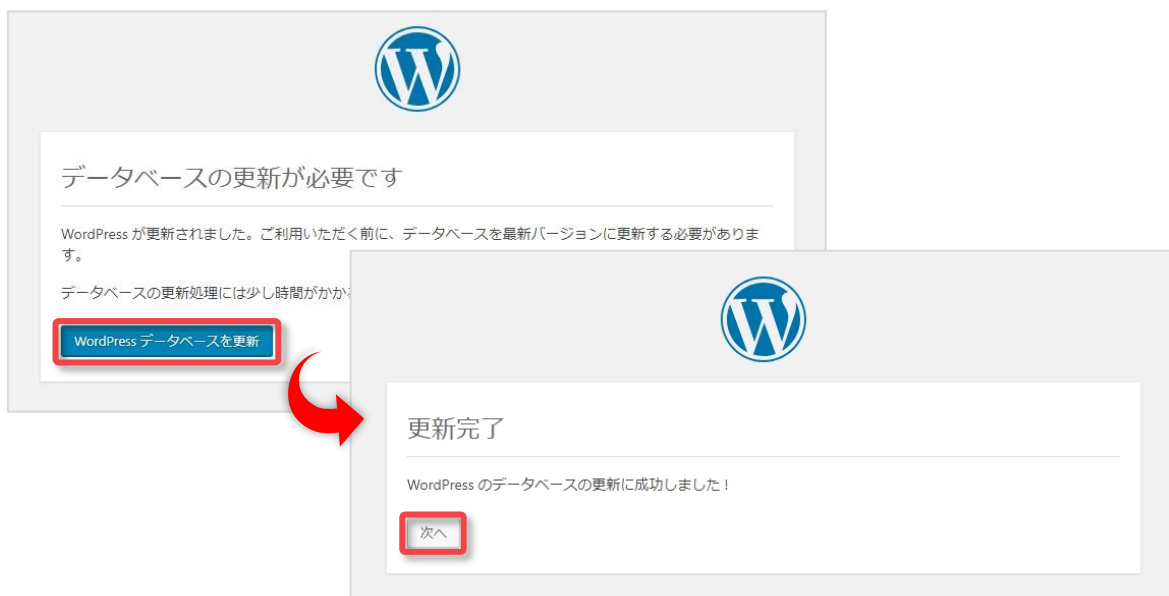 データベースの更新が必要です
WordPress が更新されました。ご利用いただく前に、データベースを最新バージョンに更新する必要がありま
す。
データベースの更新処理には少し時間がかか
WordPress データベースを更新
更新完了
WordPress のデータベースの更新に成功しました !
次へ